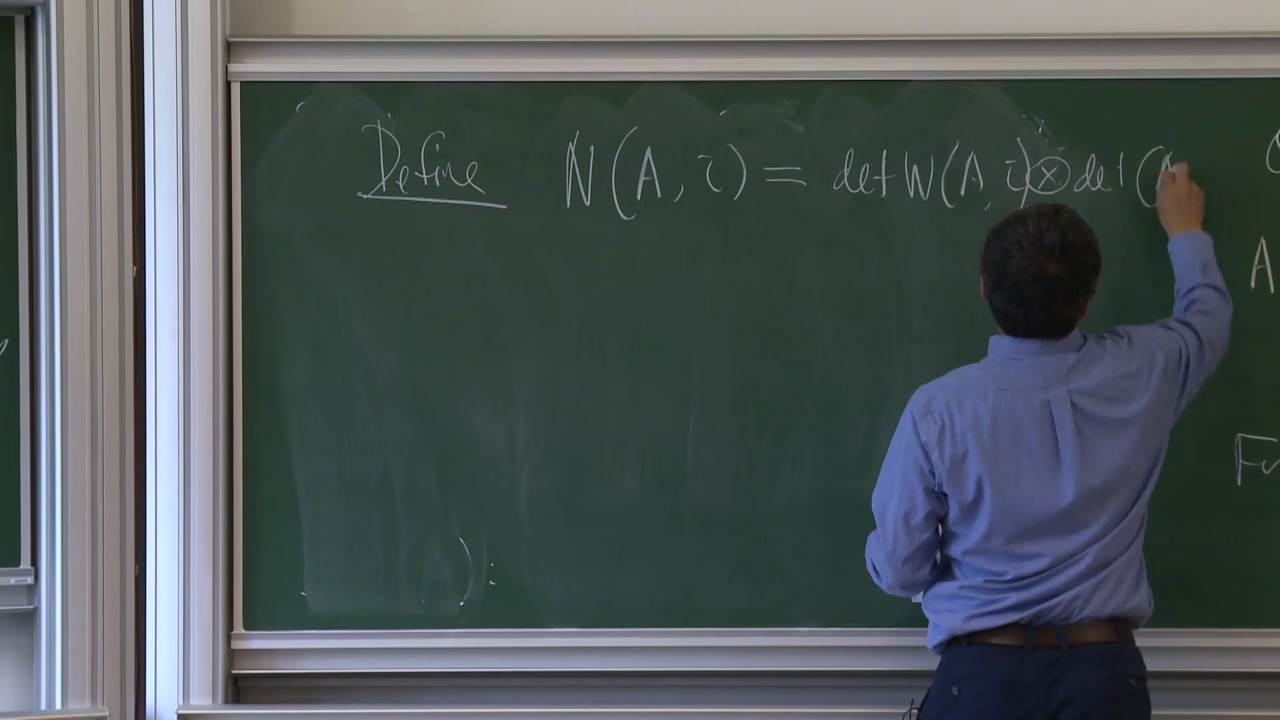 Define N(A, τ) = det W(A, τ) ⊗ det (
A